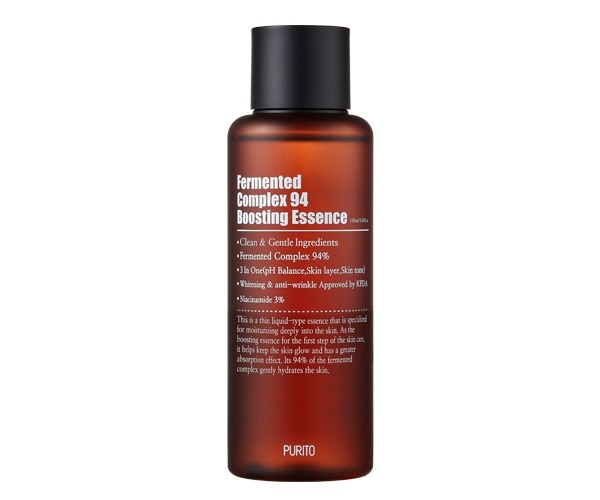 Fermented
Complex 94
Boosting Essence 150ml/5.07fl.oz
•Clean & Gentle Ingredients
•Fermented Complex 94%
•3 In One(pH Balance,Skin layer,Skin tone)
•Whitening & anti-wrinkle Approved by KFDA
•Niacinamide 3%
This is a thin liquid-type essence that is specialized
for moisturizing deeply into the skin. As the
boosting essence for the first step of the skin care,
it helps keep the skin glow and has a greater
absorption effect. Its 94% of the fermented
complex gently hydrates the skin.
PURITO